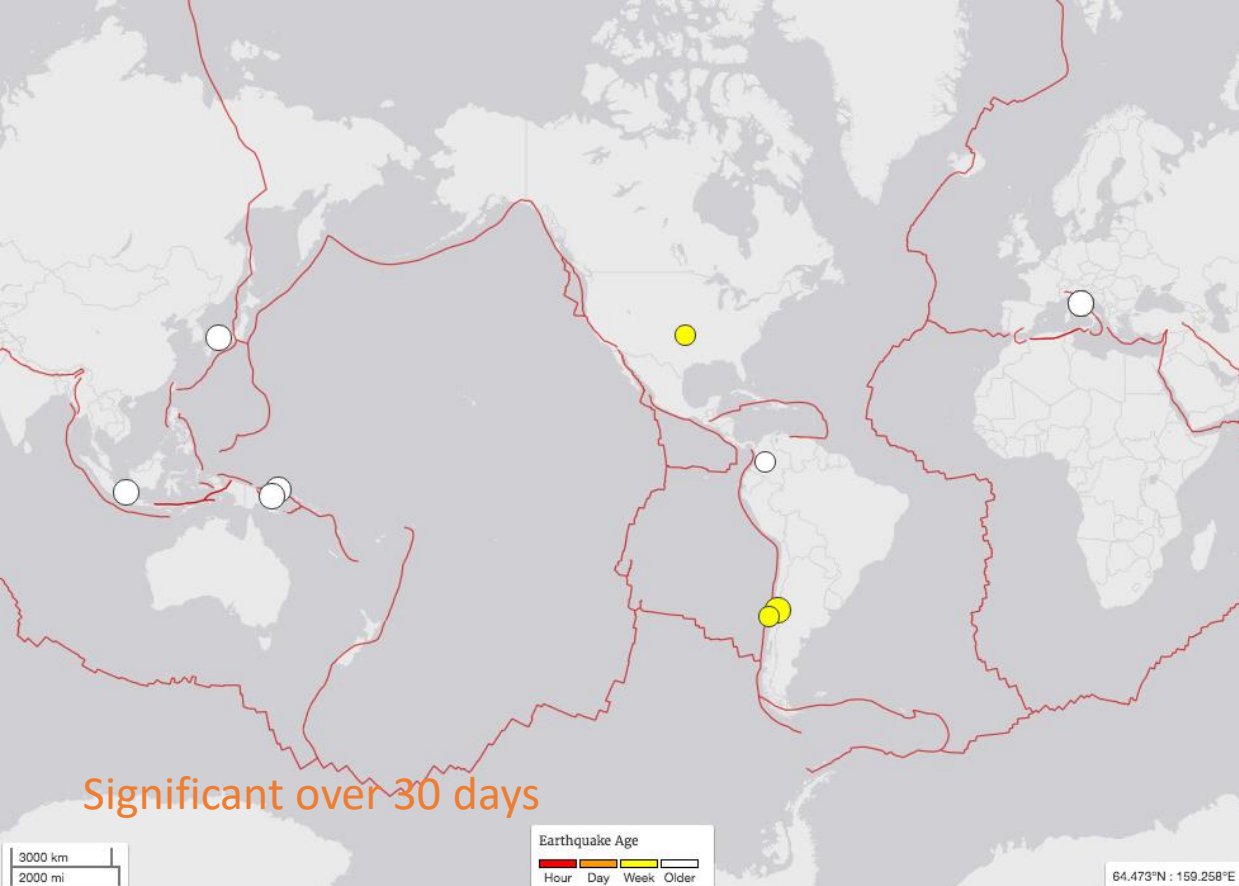 Significant over 30 days
3000 km
2000 mi
Earthquake Age
Hour Day Week Older
64.473°N : 159.258°E